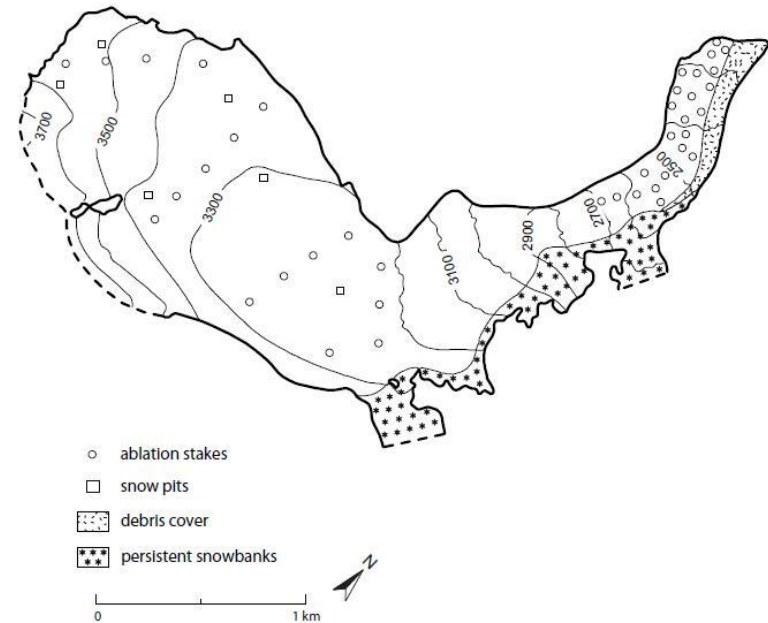 3700
3500
3300
3100
2900
2700
2500
ablation stakes
snow pits
debris cover
persistent snowbanks
N
0 1 km